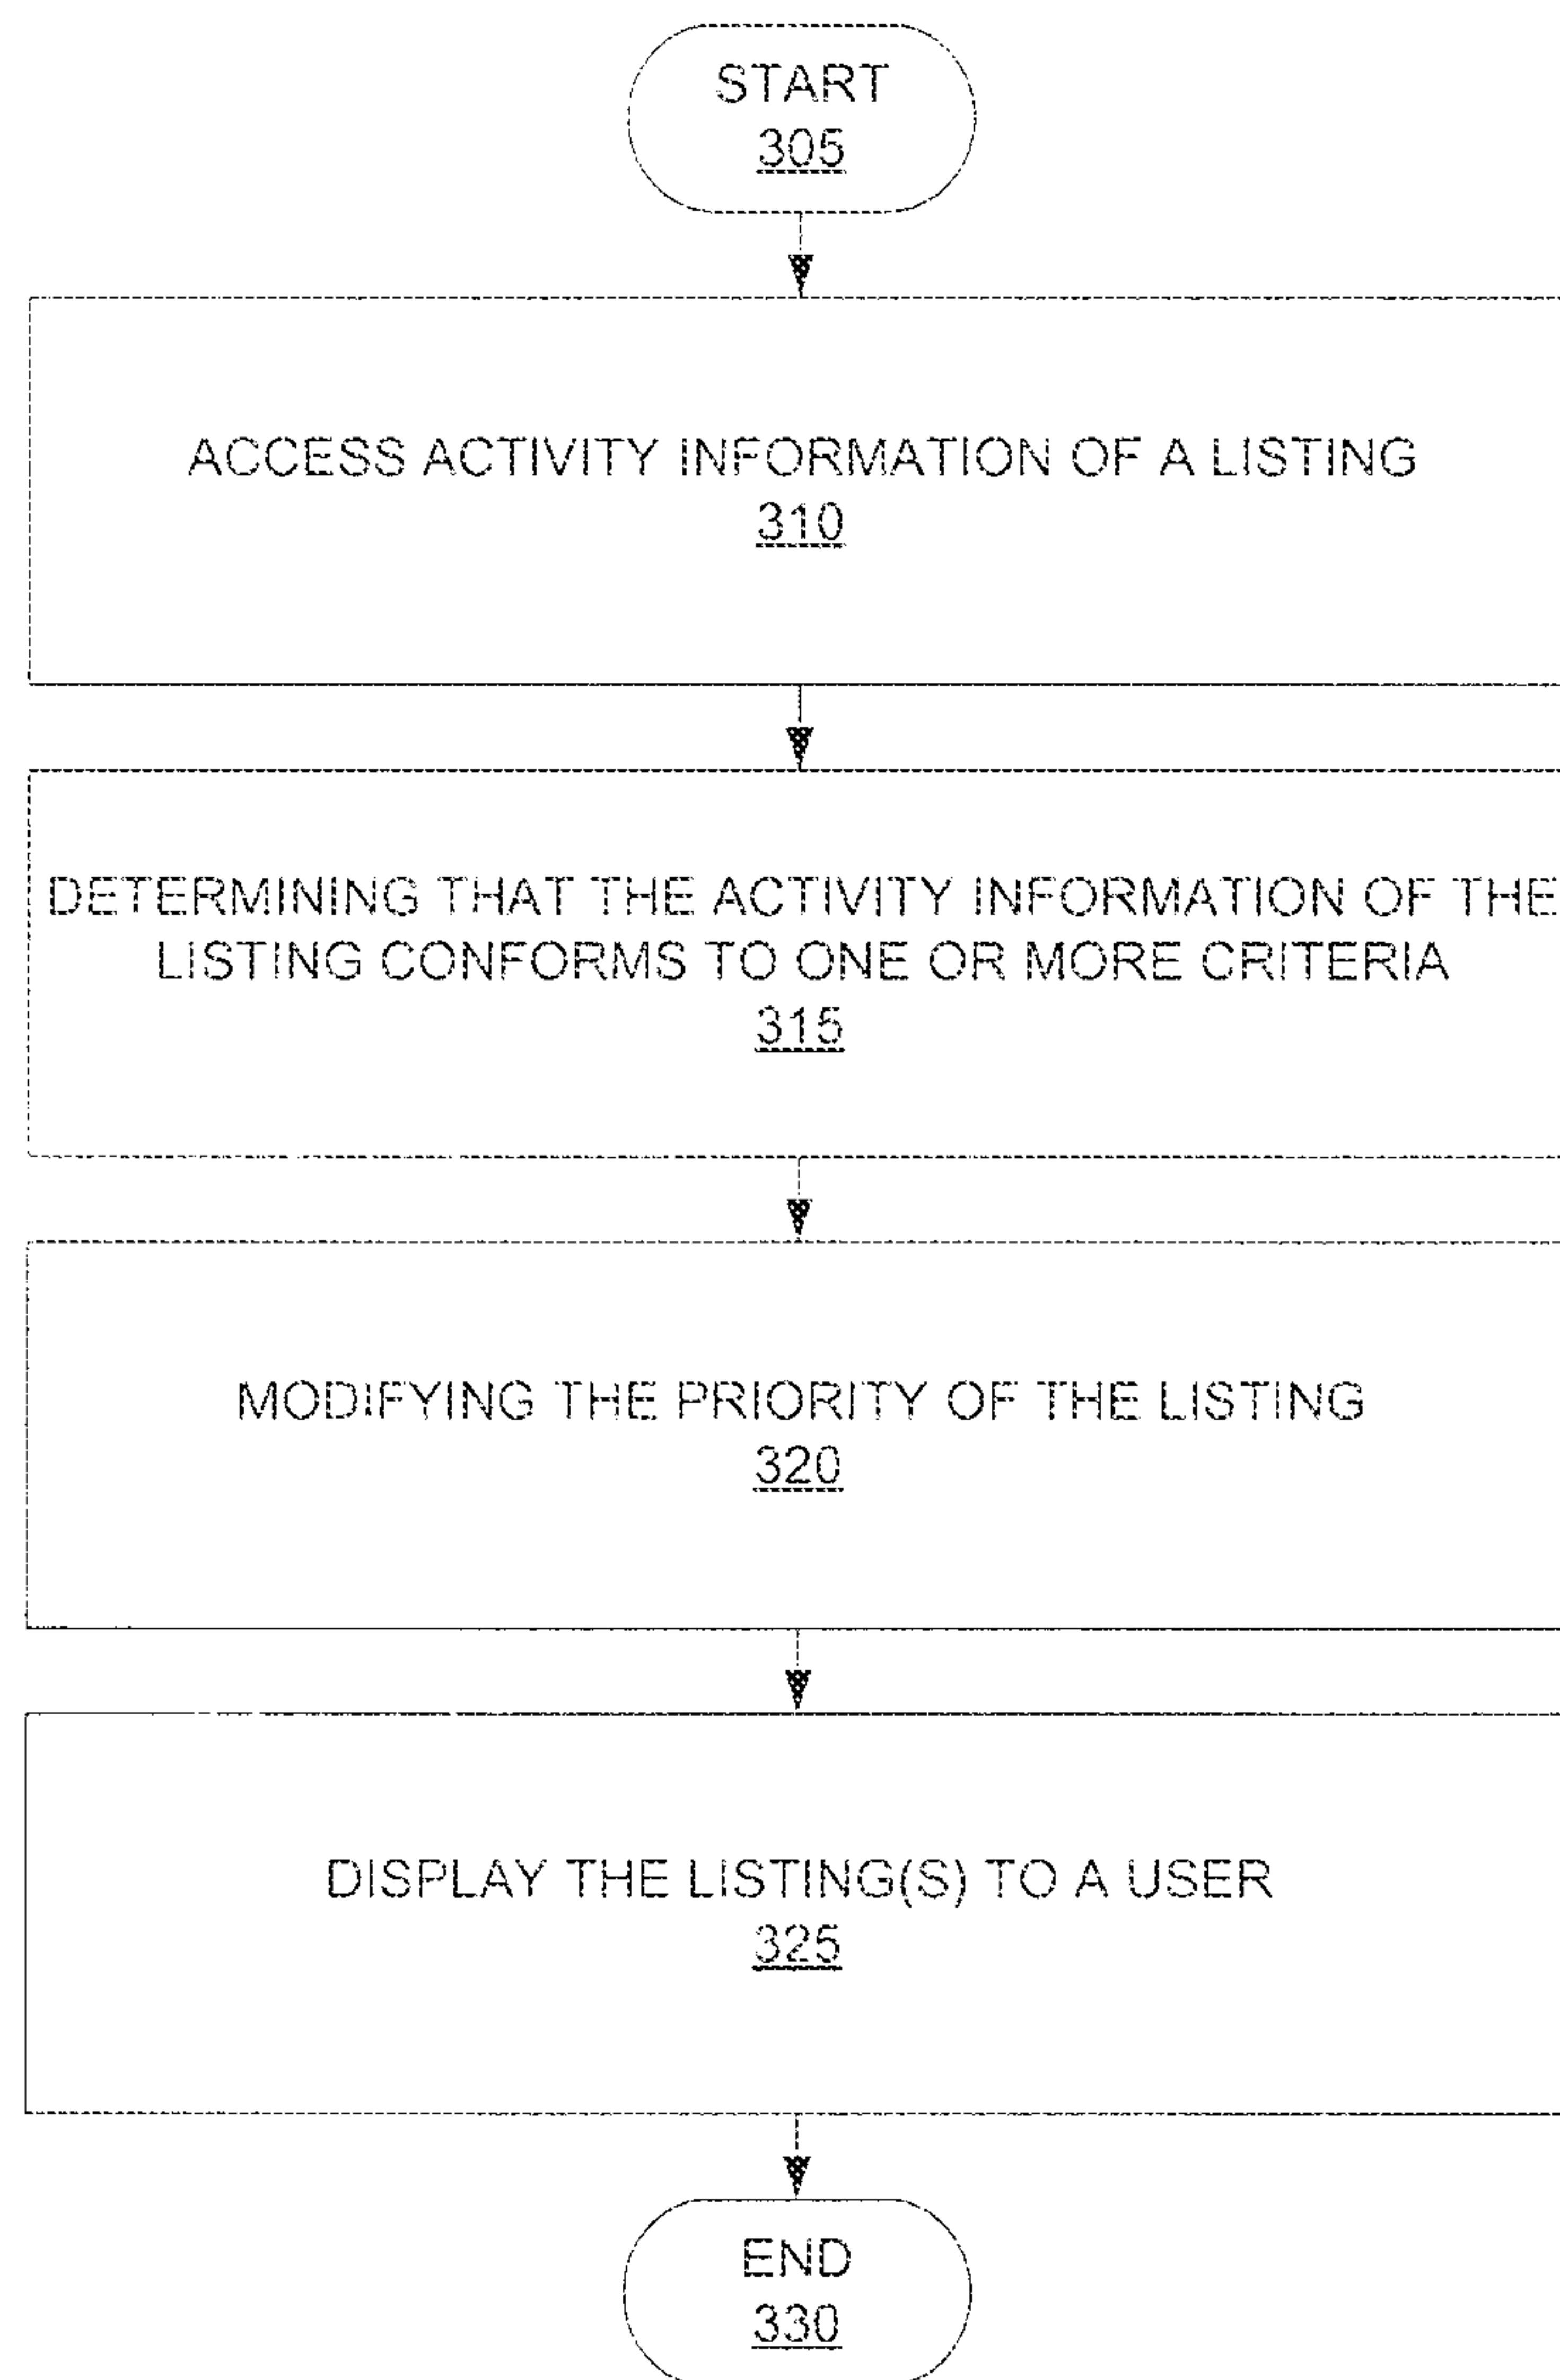 START
305
ACCESS ACTIVITY INFORMATION OF A LISTING
310
DETERMINING THAT THE ACTIVITY INFORMATION OF THE
LISTING CONFORMS TO ONE OR MORE CRITERIA
315
MODIFYING THE PRIORITY OF THE LISTING
320
DISPLAY THE LISTING(S) TO A USER
325
END
330